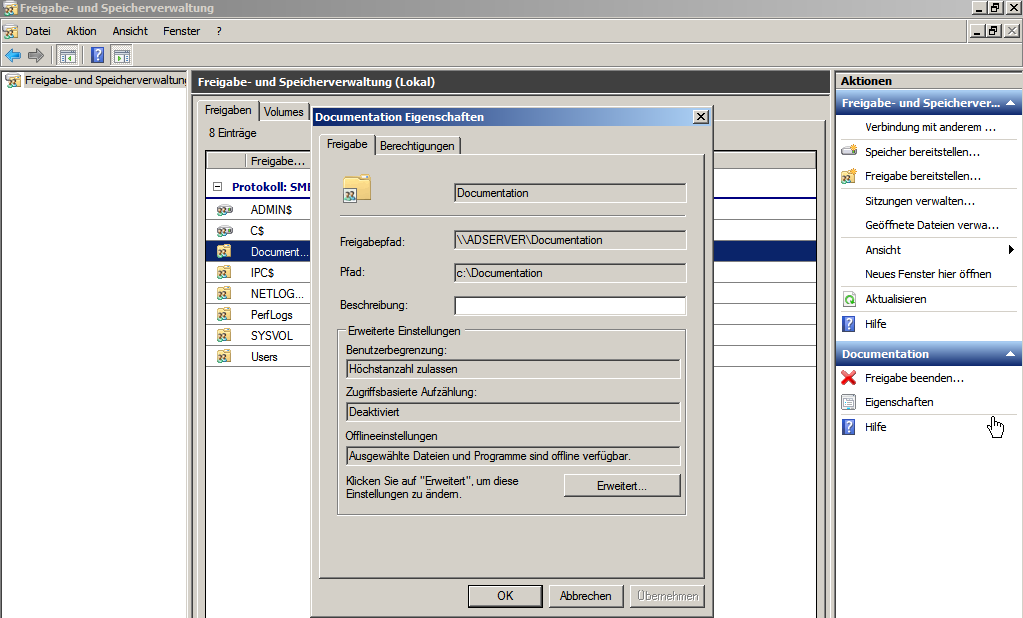 Freigabe- und Speicherverwaltung
Datei Aktion Ansicht Fenster ?
Freigabe- und Speicherverwaltung
Freigabe- und Speicherverwaltung (Lokal)
Freigaben Volumes
8 Einträge
Freigabe...
Protokoll: SMB
ADMIN$
C$
Document...
IPC$
NETLOG...
PerfLogs
SYSVOL
Users
Documentation Eigenschaften
Freigabe Berechtigungen
Documentation
Freigabepfad: \\ADSERVER\Documentation
Pfad: c:\Documentation
Beschreibung:
Erweiterte Einstellungen
Benutzerbegrenzung:
Höchstanzahl zulassen
Zugriffsbasierte Aufzählung:
Deaktiviert
Offlineeinstellungen
Ausgewählte Dateien und Programme sind offline verfügbar.
Klicken Sie auf "Erweitert", um diese
Einstellungen zu ändern.
Erweitert...
OK Abbrechen Übernehmen
Aktionen
Freigabe- und Speicherver...
Verbindung mit anderem ...
Speicher bereitstellen...
Freigabe bereitstellen...
Sitzungen verwalten...
Geöffnete Dateien verwa...
Ansicht
Neues Fenster hier öffnen
Aktualisieren
Hilfe
Documentation
Freigabe beenden...
Eigenschaften
Hilfe